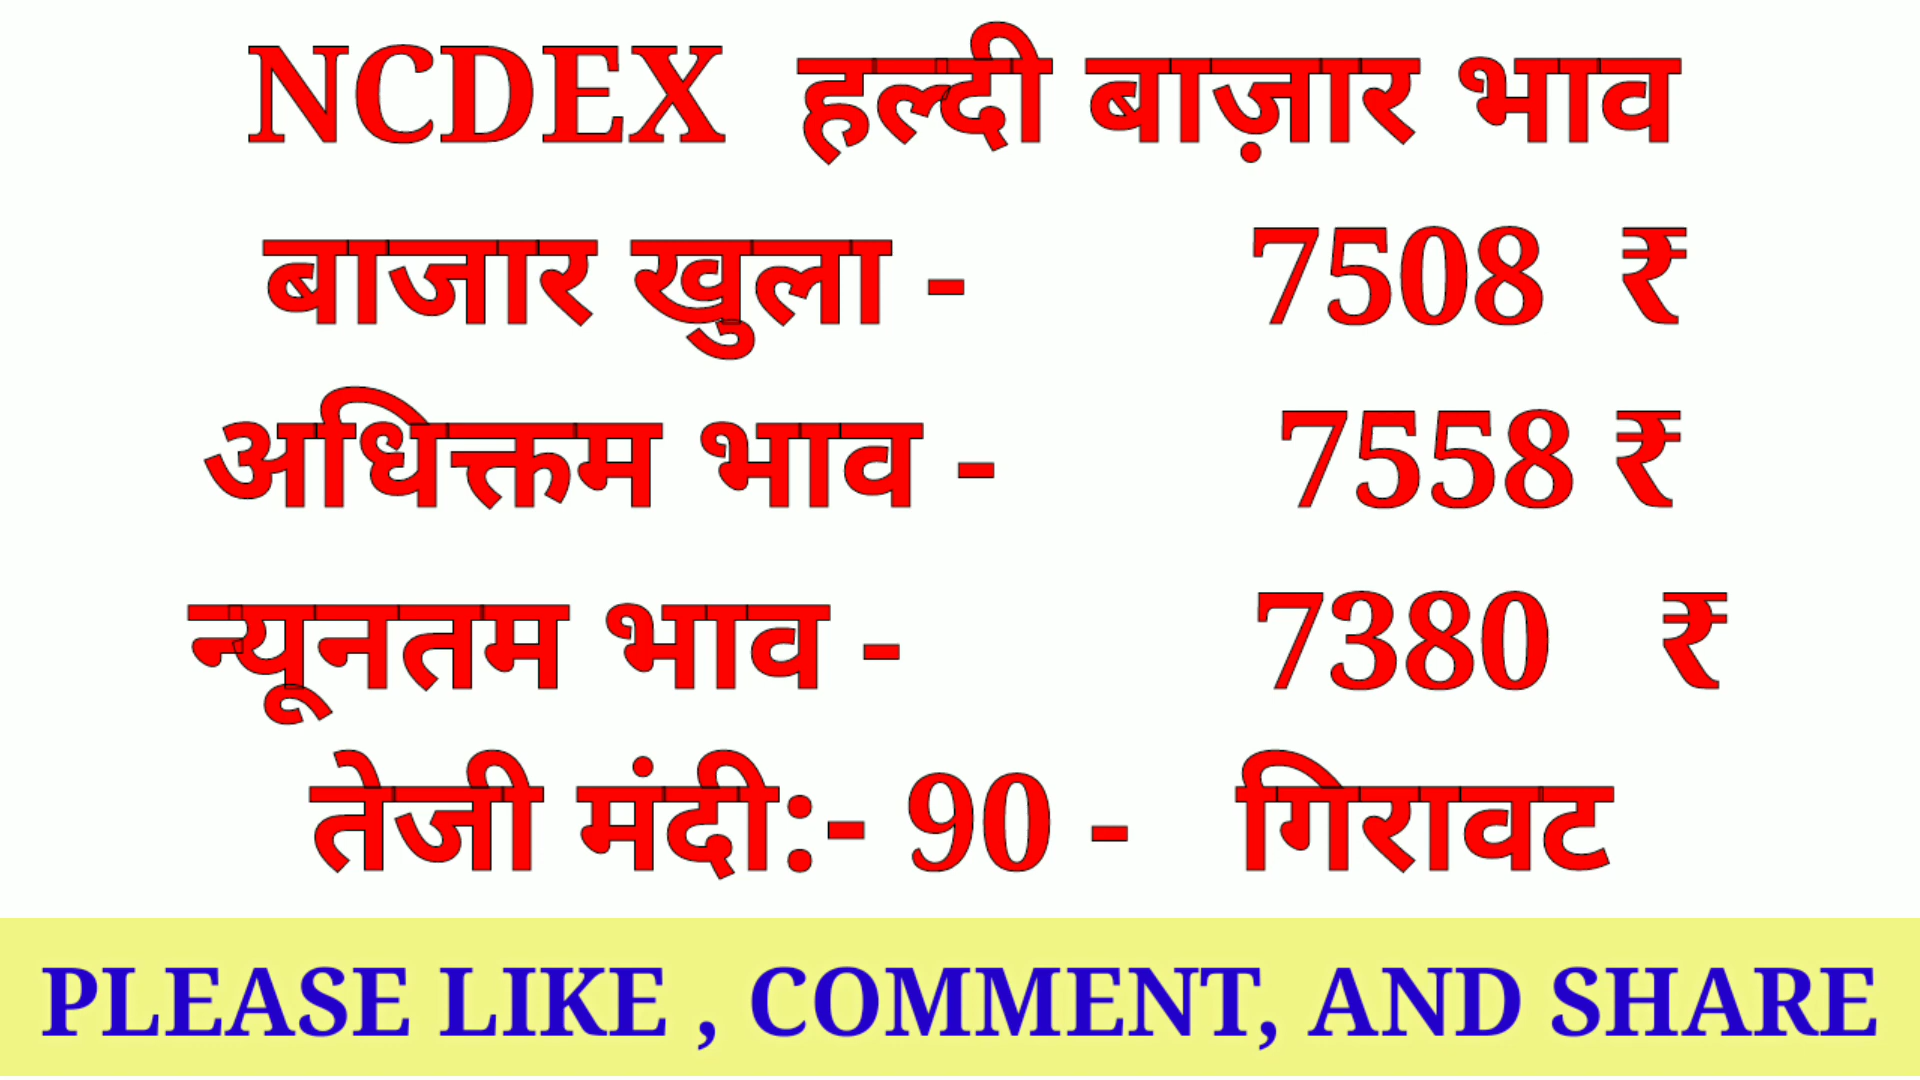 NCDEX हल्दी बाज़ार भाव
बाजार खुला - 7508 ₹
अधिक्तम भाव - 7558 ₹
न्यूनतम भाव - 7380 ₹
तेजी मंदी:- 90 - गिरावट
PLEASE LIKE , COMMENT, AND SHARE